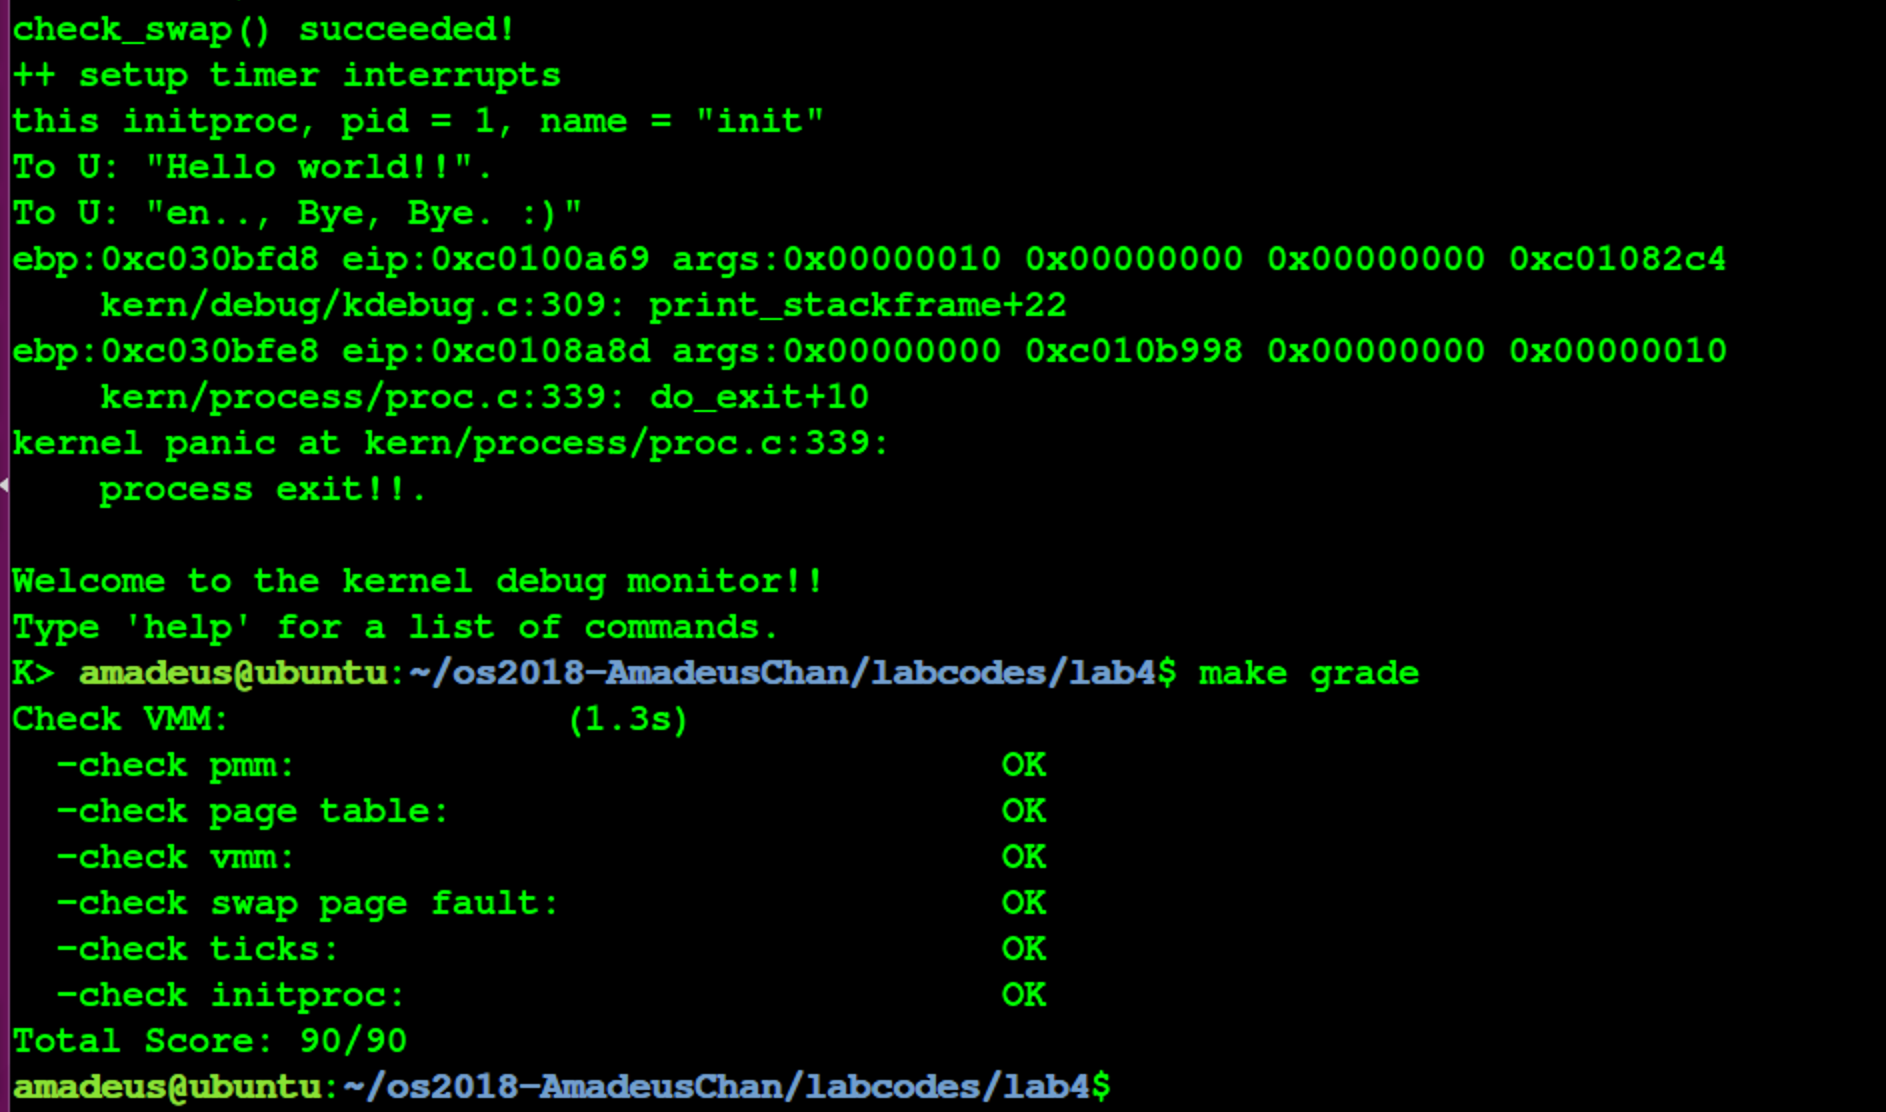 check_swap() succeeded!
++ setup timer interrupts
this initproc, pid = 1, name = "init"
To U: "Hello world!!".
To U: "en.., Bye, Bye. :)"
ebp:0xc030bfd8 eip:0xc0100a69 args:0x00000010 0x00000000 0x00000000 0xc01082c4
    kern/debug/kdebug.c:309: print_stackframe+22
ebp:0xc030bfe8 eip:0xc0108a8d args:0x00000000 0xc010b998 0x00000000 0x00000010
    kern/process/proc.c:339: do_exit+10
kernel panic at kern/process/proc.c:339:
    process exit!!.
Welcome to the kernel debug monitor!!
Type 'help' for a list of commands.
K> amadeus@ubuntu:~/os2018-AmadeusChan/labcodes/lab4$ make grade
Check VMM:               (1.3s)
  -check pmm:                                OK
  -check page table:                         OK
  -check vmm:                                OK
  -check swap page fault:                    OK
  -check ticks:                              OK
  -check initproc:                           OK
Total Score: 90/90
amadeus@ubuntu:~/os2018-AmadeusChan/labcodes/lab4$